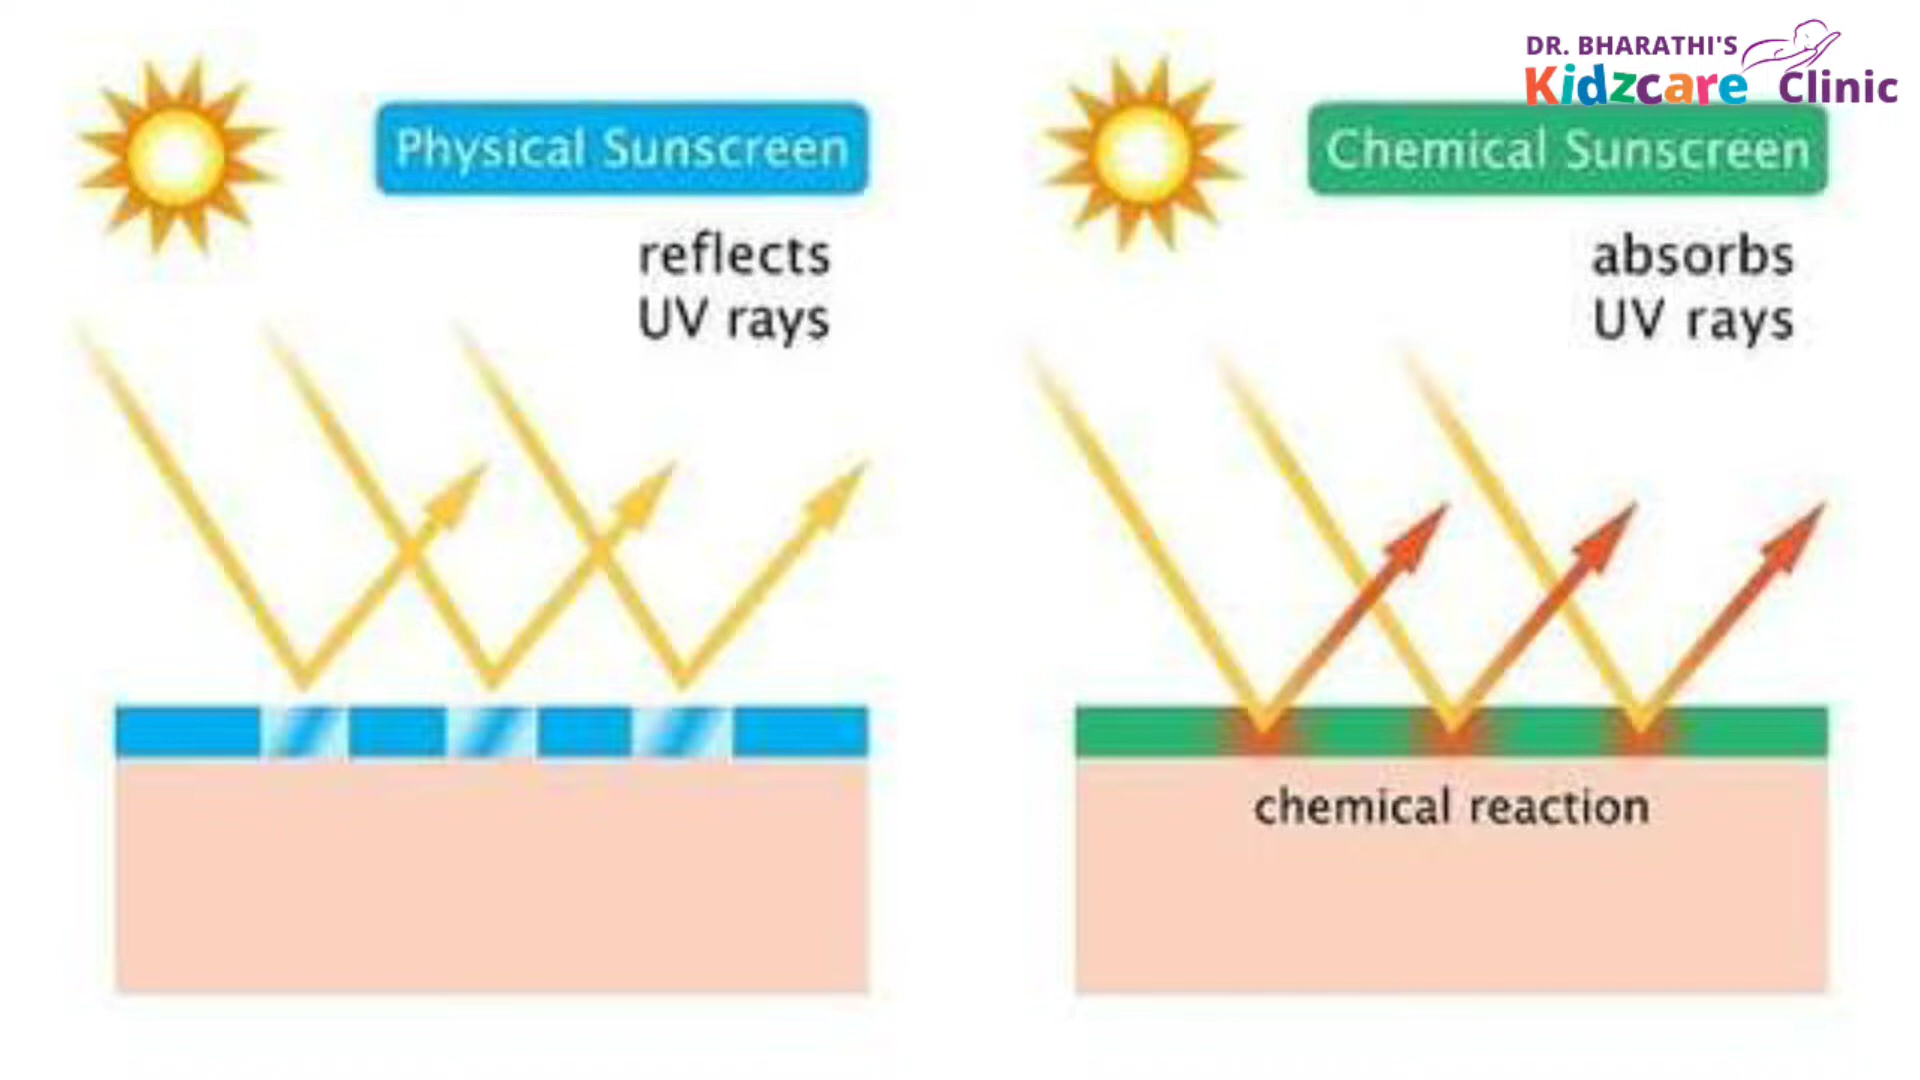 DR. BHARATHI'S
Kidzcare Clinic
Physical Sunscreen
reflects
UV rays
Chemical Sunscreen
absorbs
UV rays
chemical reaction